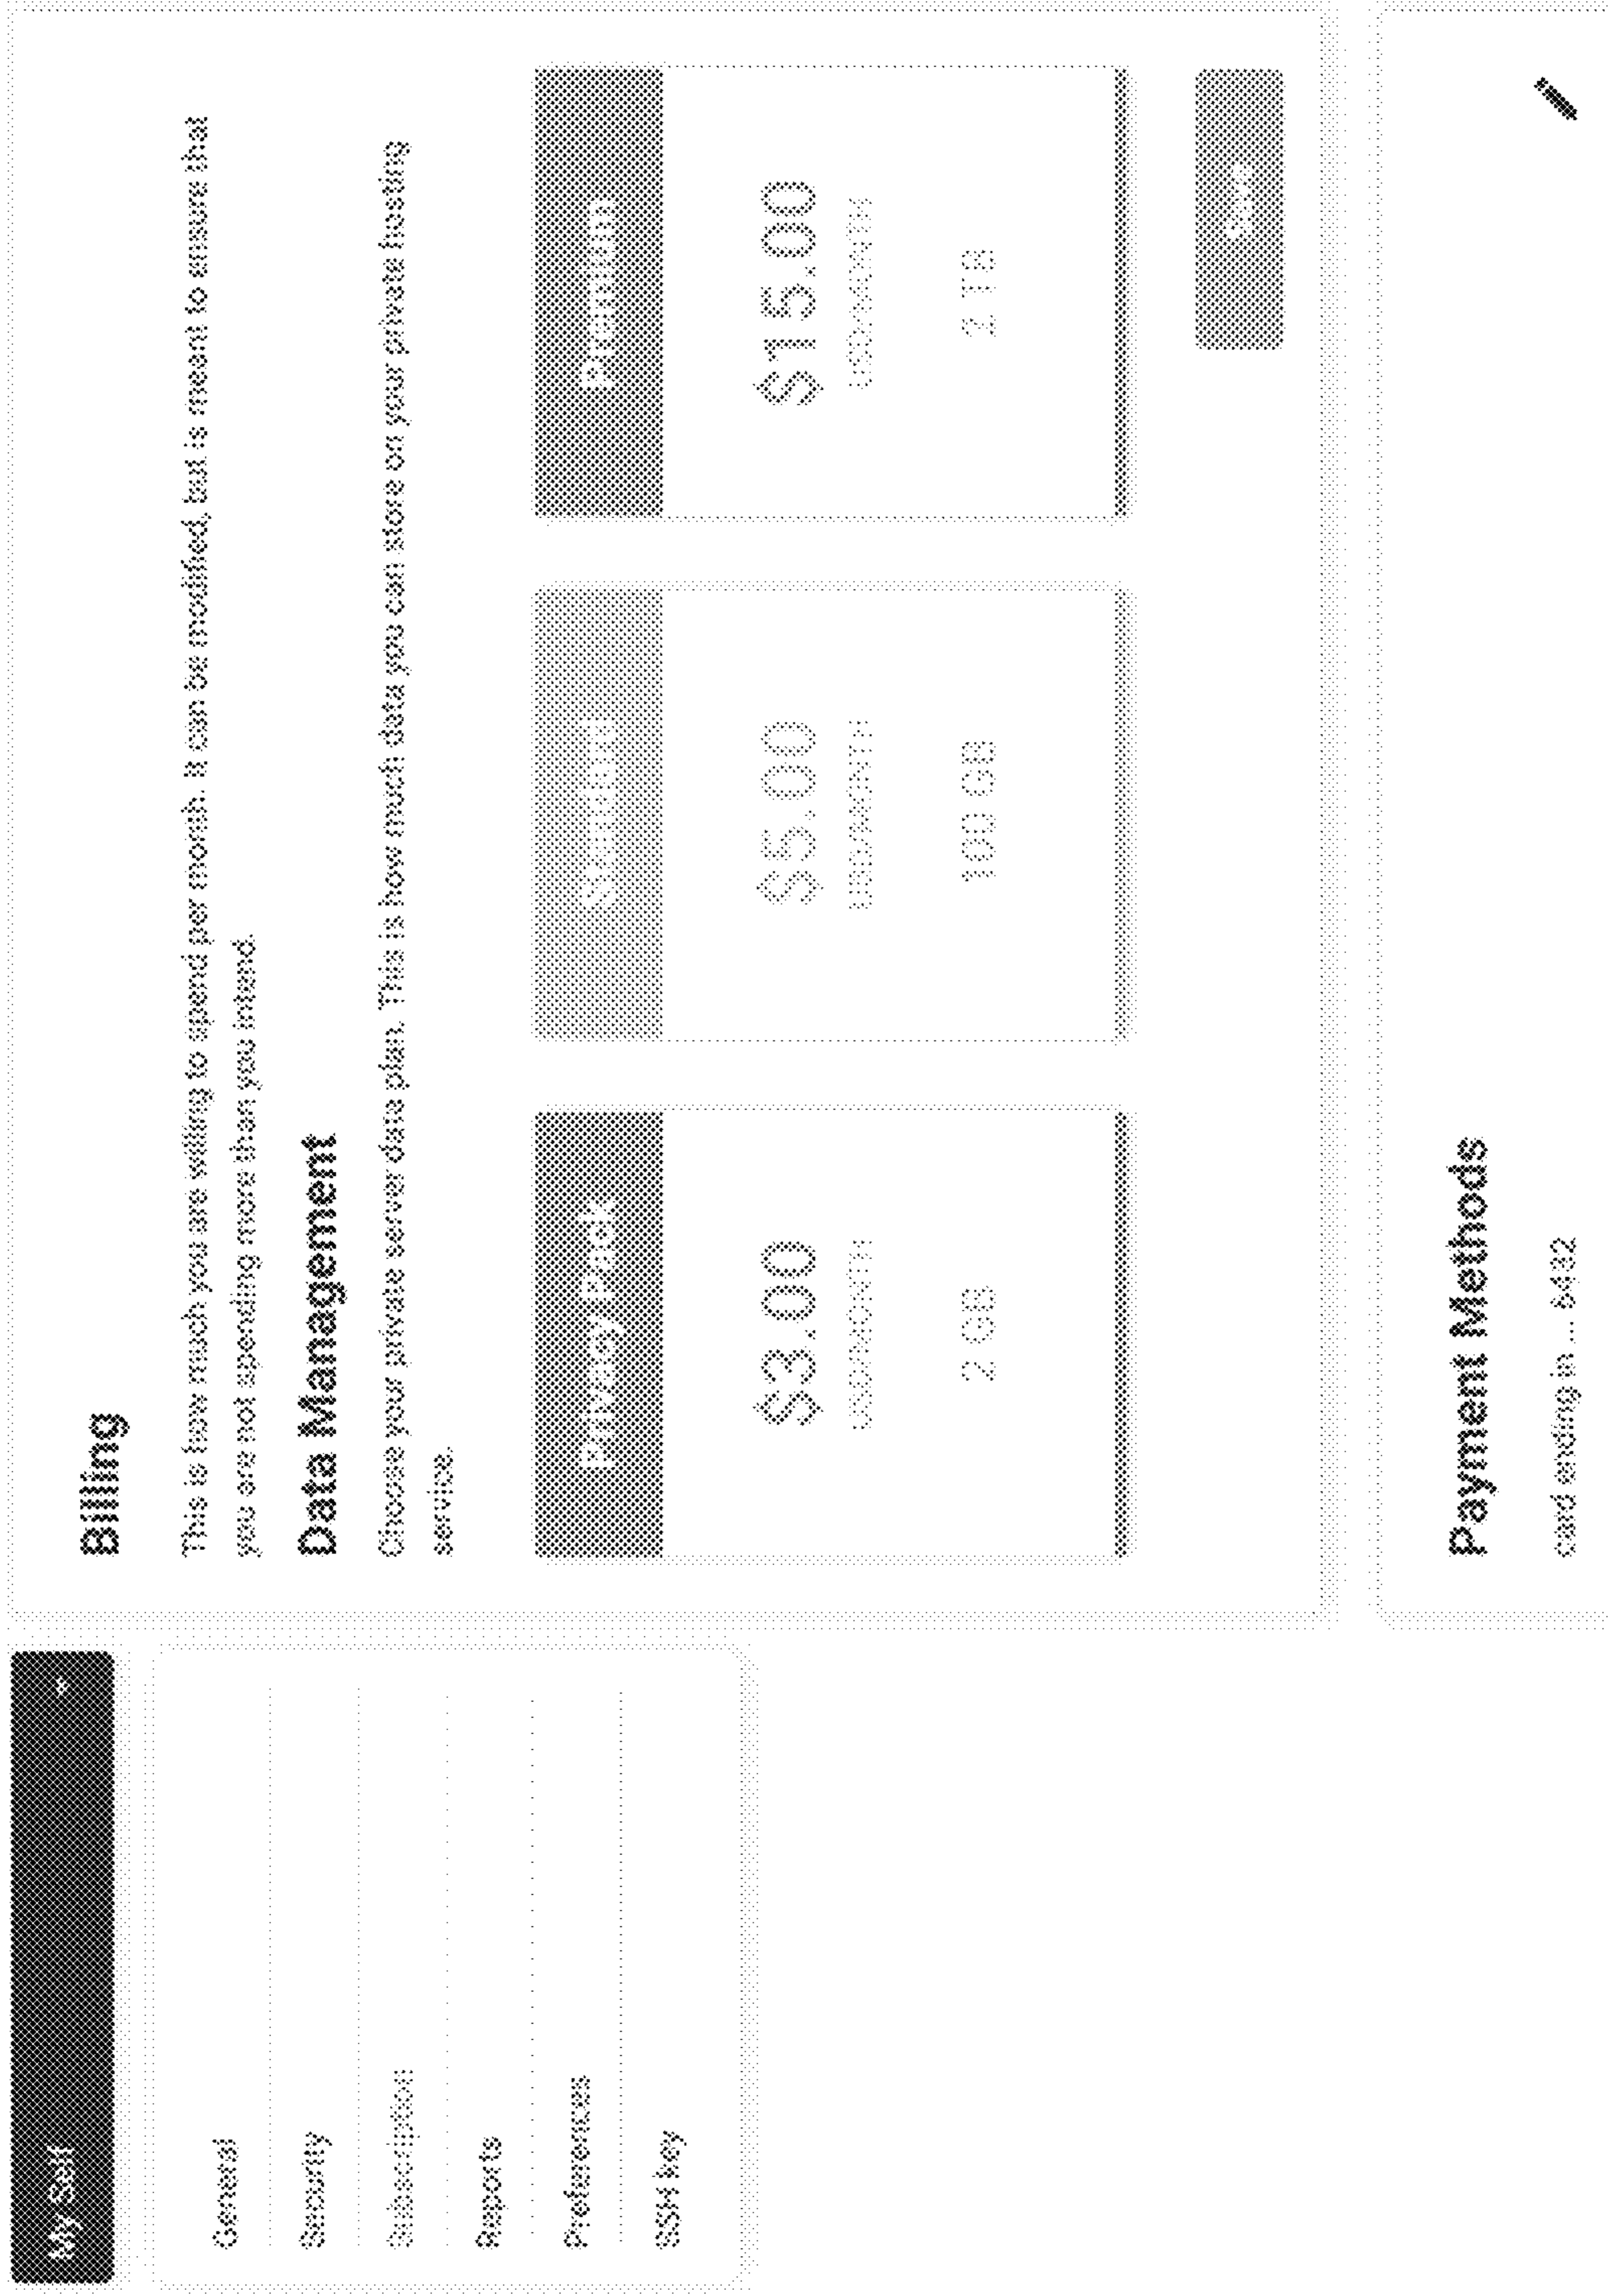 My Self
General
Security
Subscription
Reports
Preferences
SSH key
Billing
This is how much you are willing to spend per month. It can be modified, but is meant to ensure that
you are not spending more than you intend.
Data Management
Choose your private server data plan. This is how much data you can store on your private hosting
service.
Privacy Pack
$3.00
USD/MONTH
2 GB
Standard
$5.00
USD/MONTH
100 GB
Premium
$15.00
USD/MONTH
2 TB
Save
Payment Methods
card ending in ... 6432